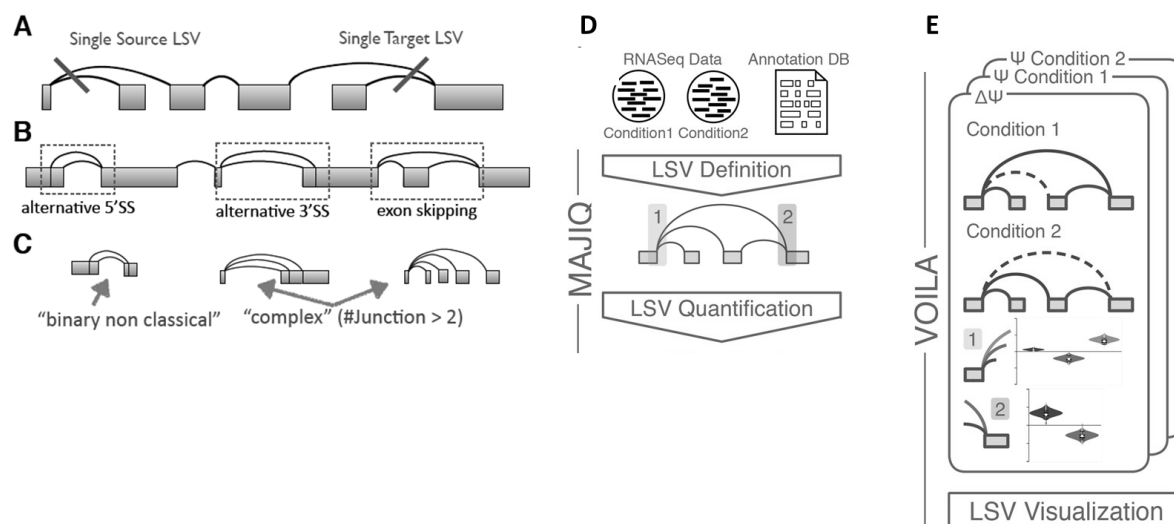 A
Single Source LSV
Single Target LSV
B
alternative 5'SS
alternative 3'SS
exon skipping
C
"binary non classical"
"complex" (#Junction > 2)
D
RNASeq Data
Annotation DB
Condition1
Condition2
MAJIQ
LSV Definition
1
2
LSV Quantification
E
Ψ Condition 2
Ψ Condition 1
ΔΨ
VOILA
Condition 1
Condition 2
1
2
LSV Visualization